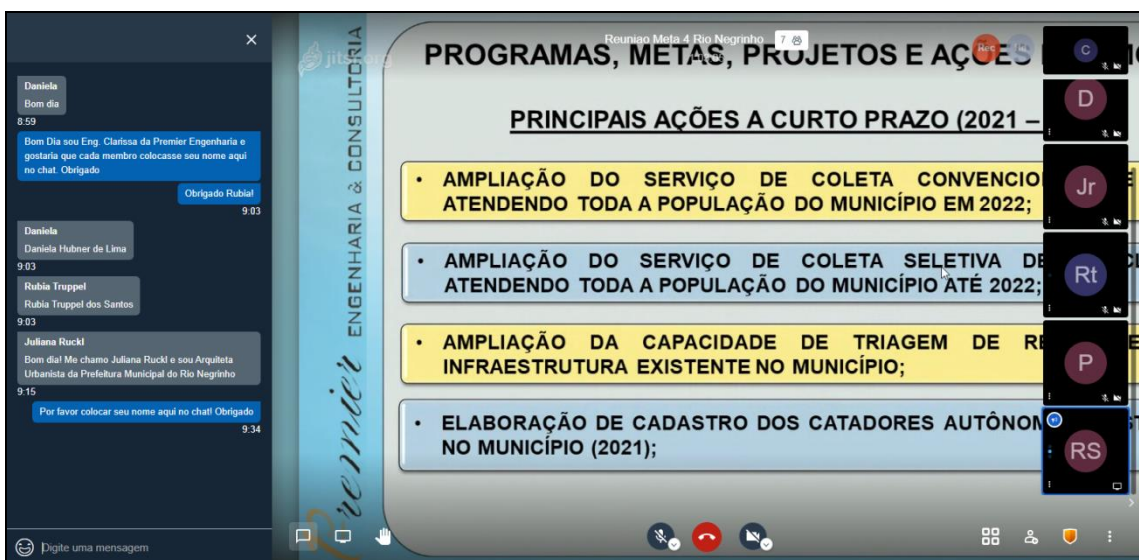 Daniela
Bom dia
8:59
Bom Dia sou Eng. Clarissa da Premier Engenharia e
gostaria que cada membro colocasse seu nome aqui
no chat. Obrigado
Obrigado Rubia!
9:03
Daniela
Daniela Hubner de Lima
9:03
Rubia Truppel
Rubia Truppel dos Santos
9:03
Juliana Ruckl
Bom dia! Me chamo Juliana Ruckl e sou Arquiteta
Urbanista da Prefeitura Municipal do Rio Negrinho
9:15
Por favor colocar seu nome aqui no chat! Obrigado
9:34
Digite uma mensagem
jitsi.org
Premier ENGENHARIA & CONSULTORIA
Reuniao Meta 4 Rio Negrinho
7
Rec
PROGRAMAS, METAS, PROJETOS E AÇÕES
PRINCIPAIS AÇÕES A CURTO PRAZO (2021 –
• AMPLIAÇÃO DO SERVIÇO DE COLETA CONVENCIO
ATENDENDO TODA A POPULAÇÃO DO MUNICÍPIO EM 2022;
• AMPLIAÇÃO DO SERVIÇO DE COLETA SELETIVA DE
ATENDENDO TODA A POPULAÇÃO DO MUNICÍPIO ATÉ 2022;
• AMPLIAÇÃO DA CAPACIDADE DE TRIAGEM DE RE
INFRAESTRUTURA EXISTENTE NO MUNICÍPIO;
• ELABORAÇÃO DE CADASTRO DOS CATADORES AUTÔNOM
NO MUNICÍPIO (2021);
C
D
Jr
Rt
P
RS